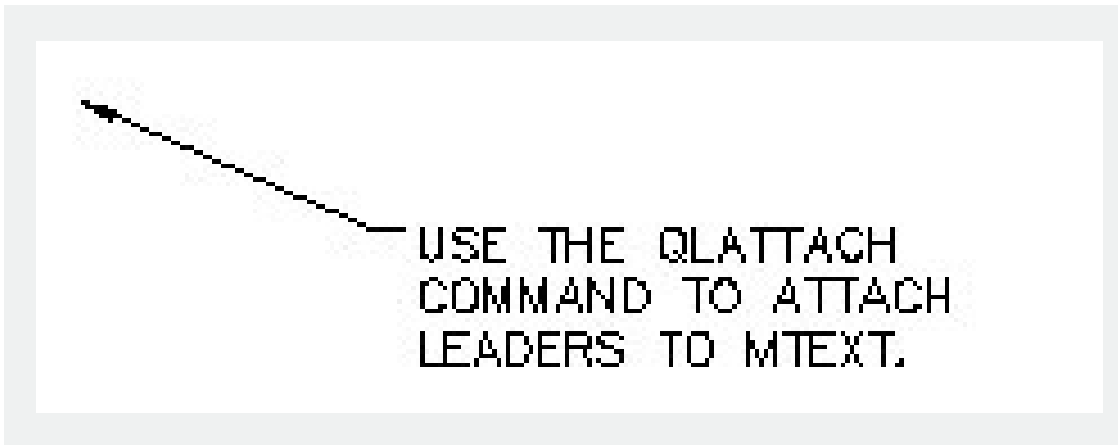 USE THE QLATTACH
COMMAND TO ATTACH
LEADERS TO MTEXT.